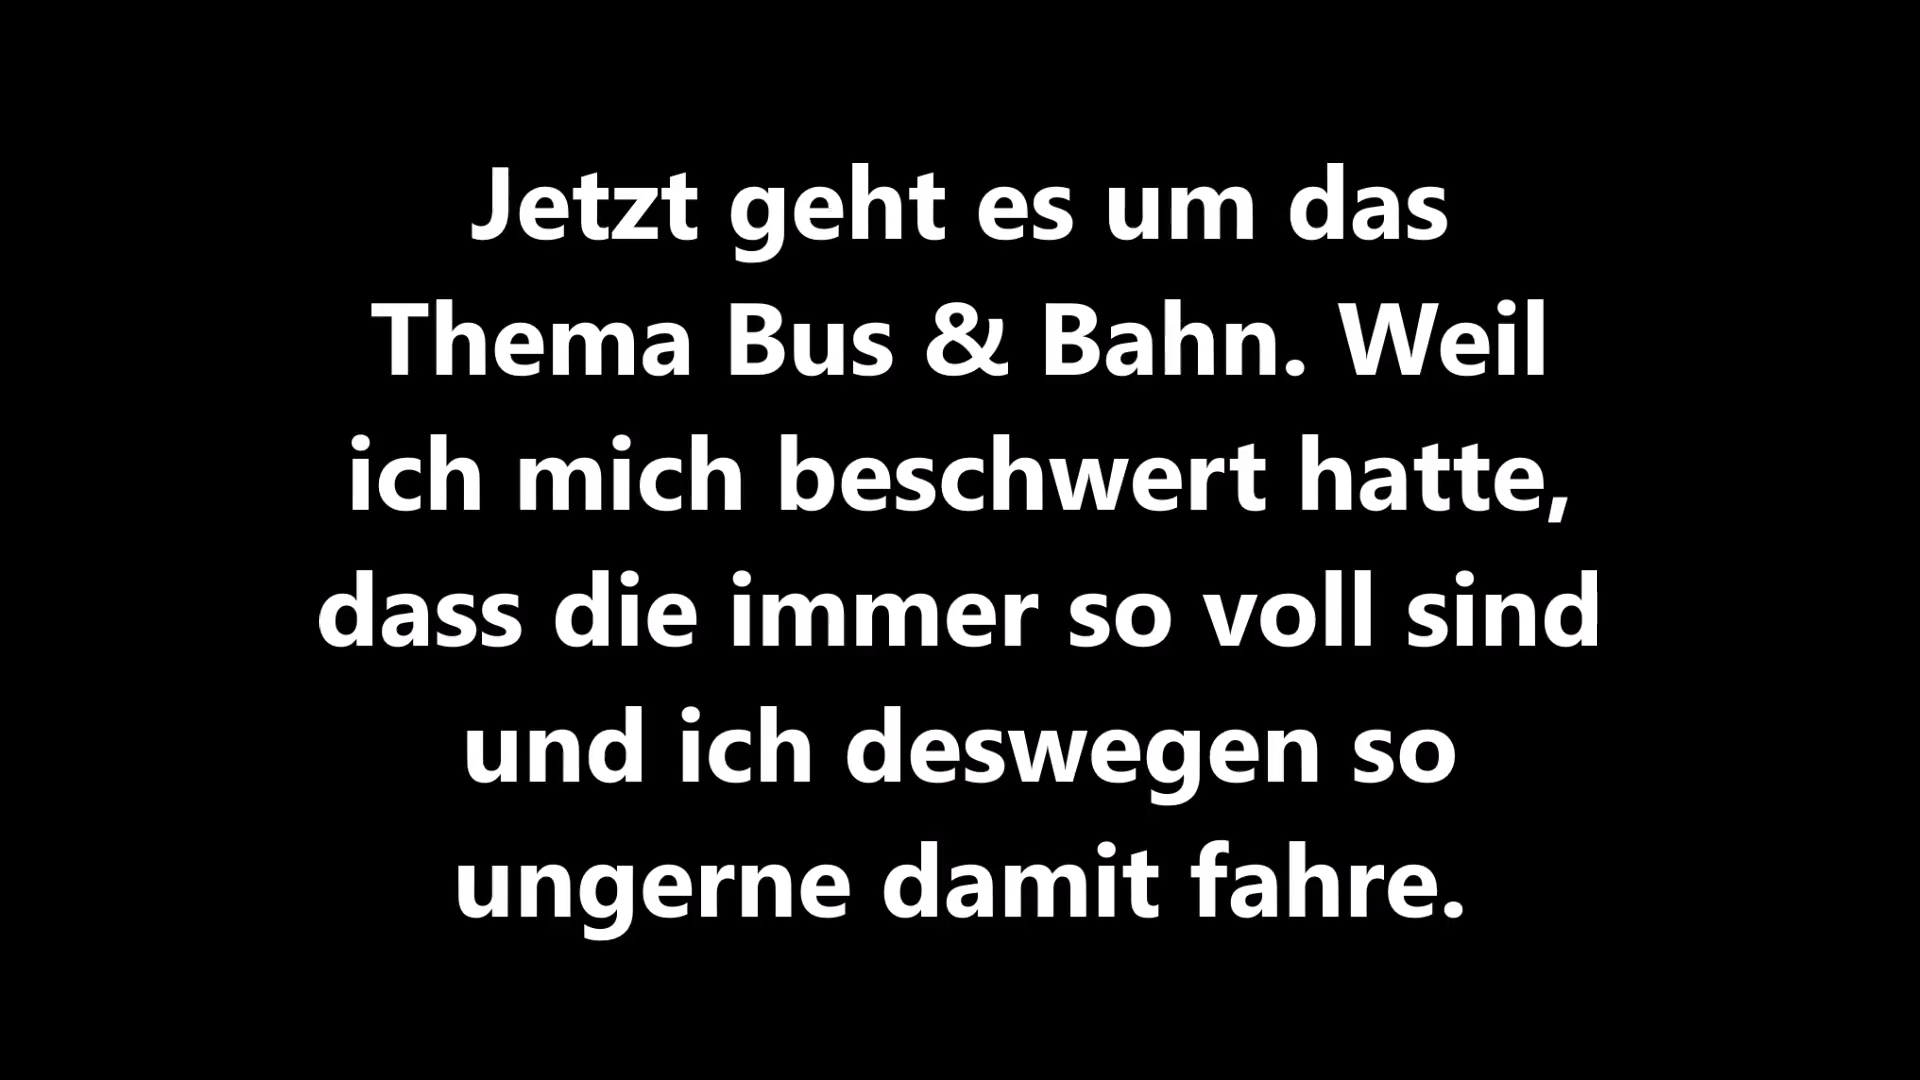 Jetzt geht es um das
Thema Bus & Bahn. Weil
ich mich beschwert hatte,
dass die immer so voll sind
und ich deswegen so
ungerne damit fahre.